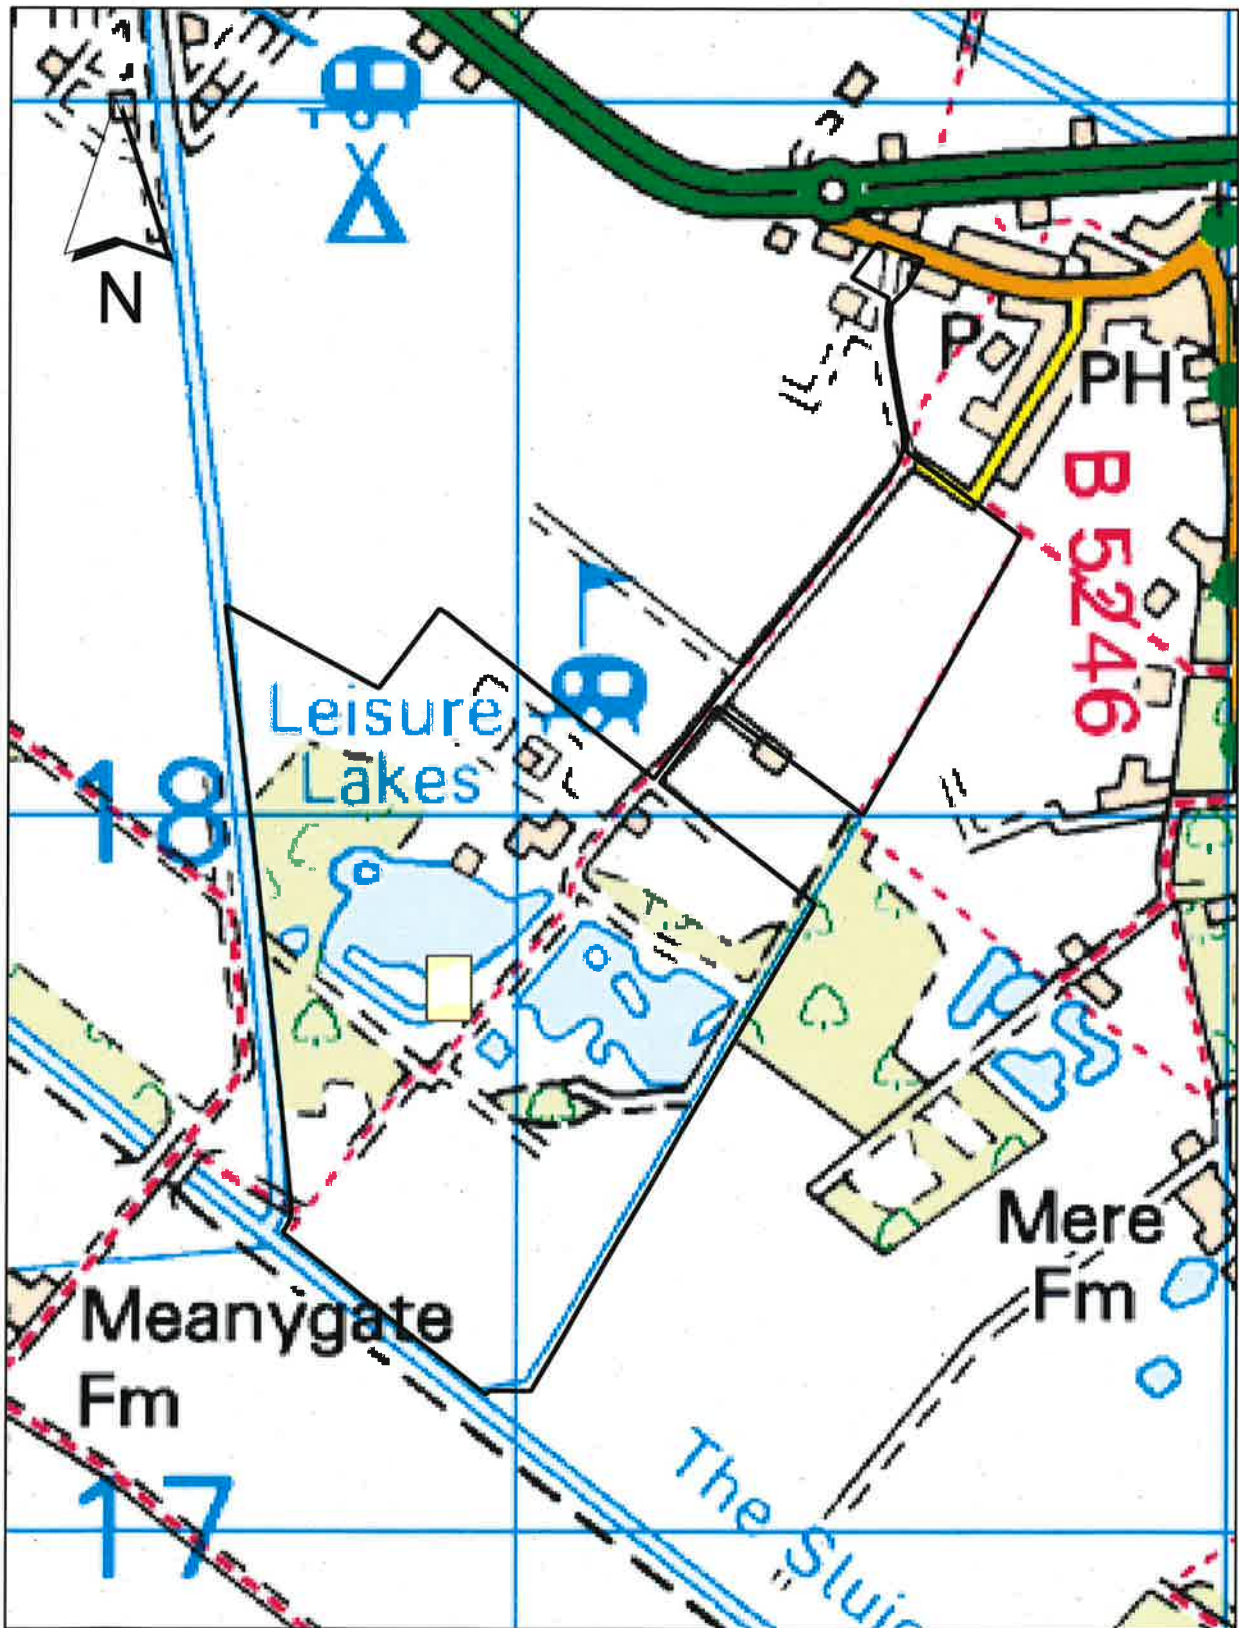 N
P
PH
B 5246
Leisure
Lakes
18
Mere
Fm
Meanygate
Fm
17
The Sluic